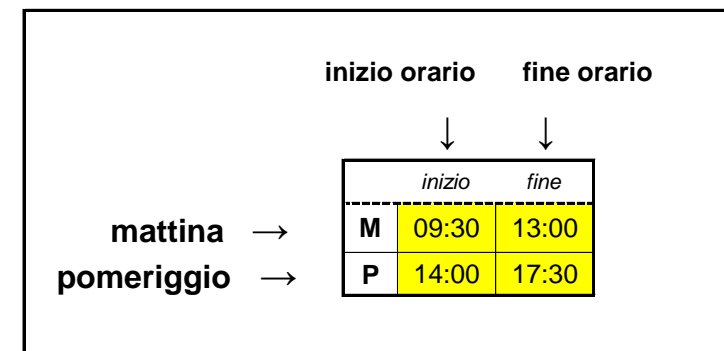 inizio orario fine orario
↓ ↓
inizio fine
mattina → M 09:30 13:00
pomeriggio → P 14:00 17:30